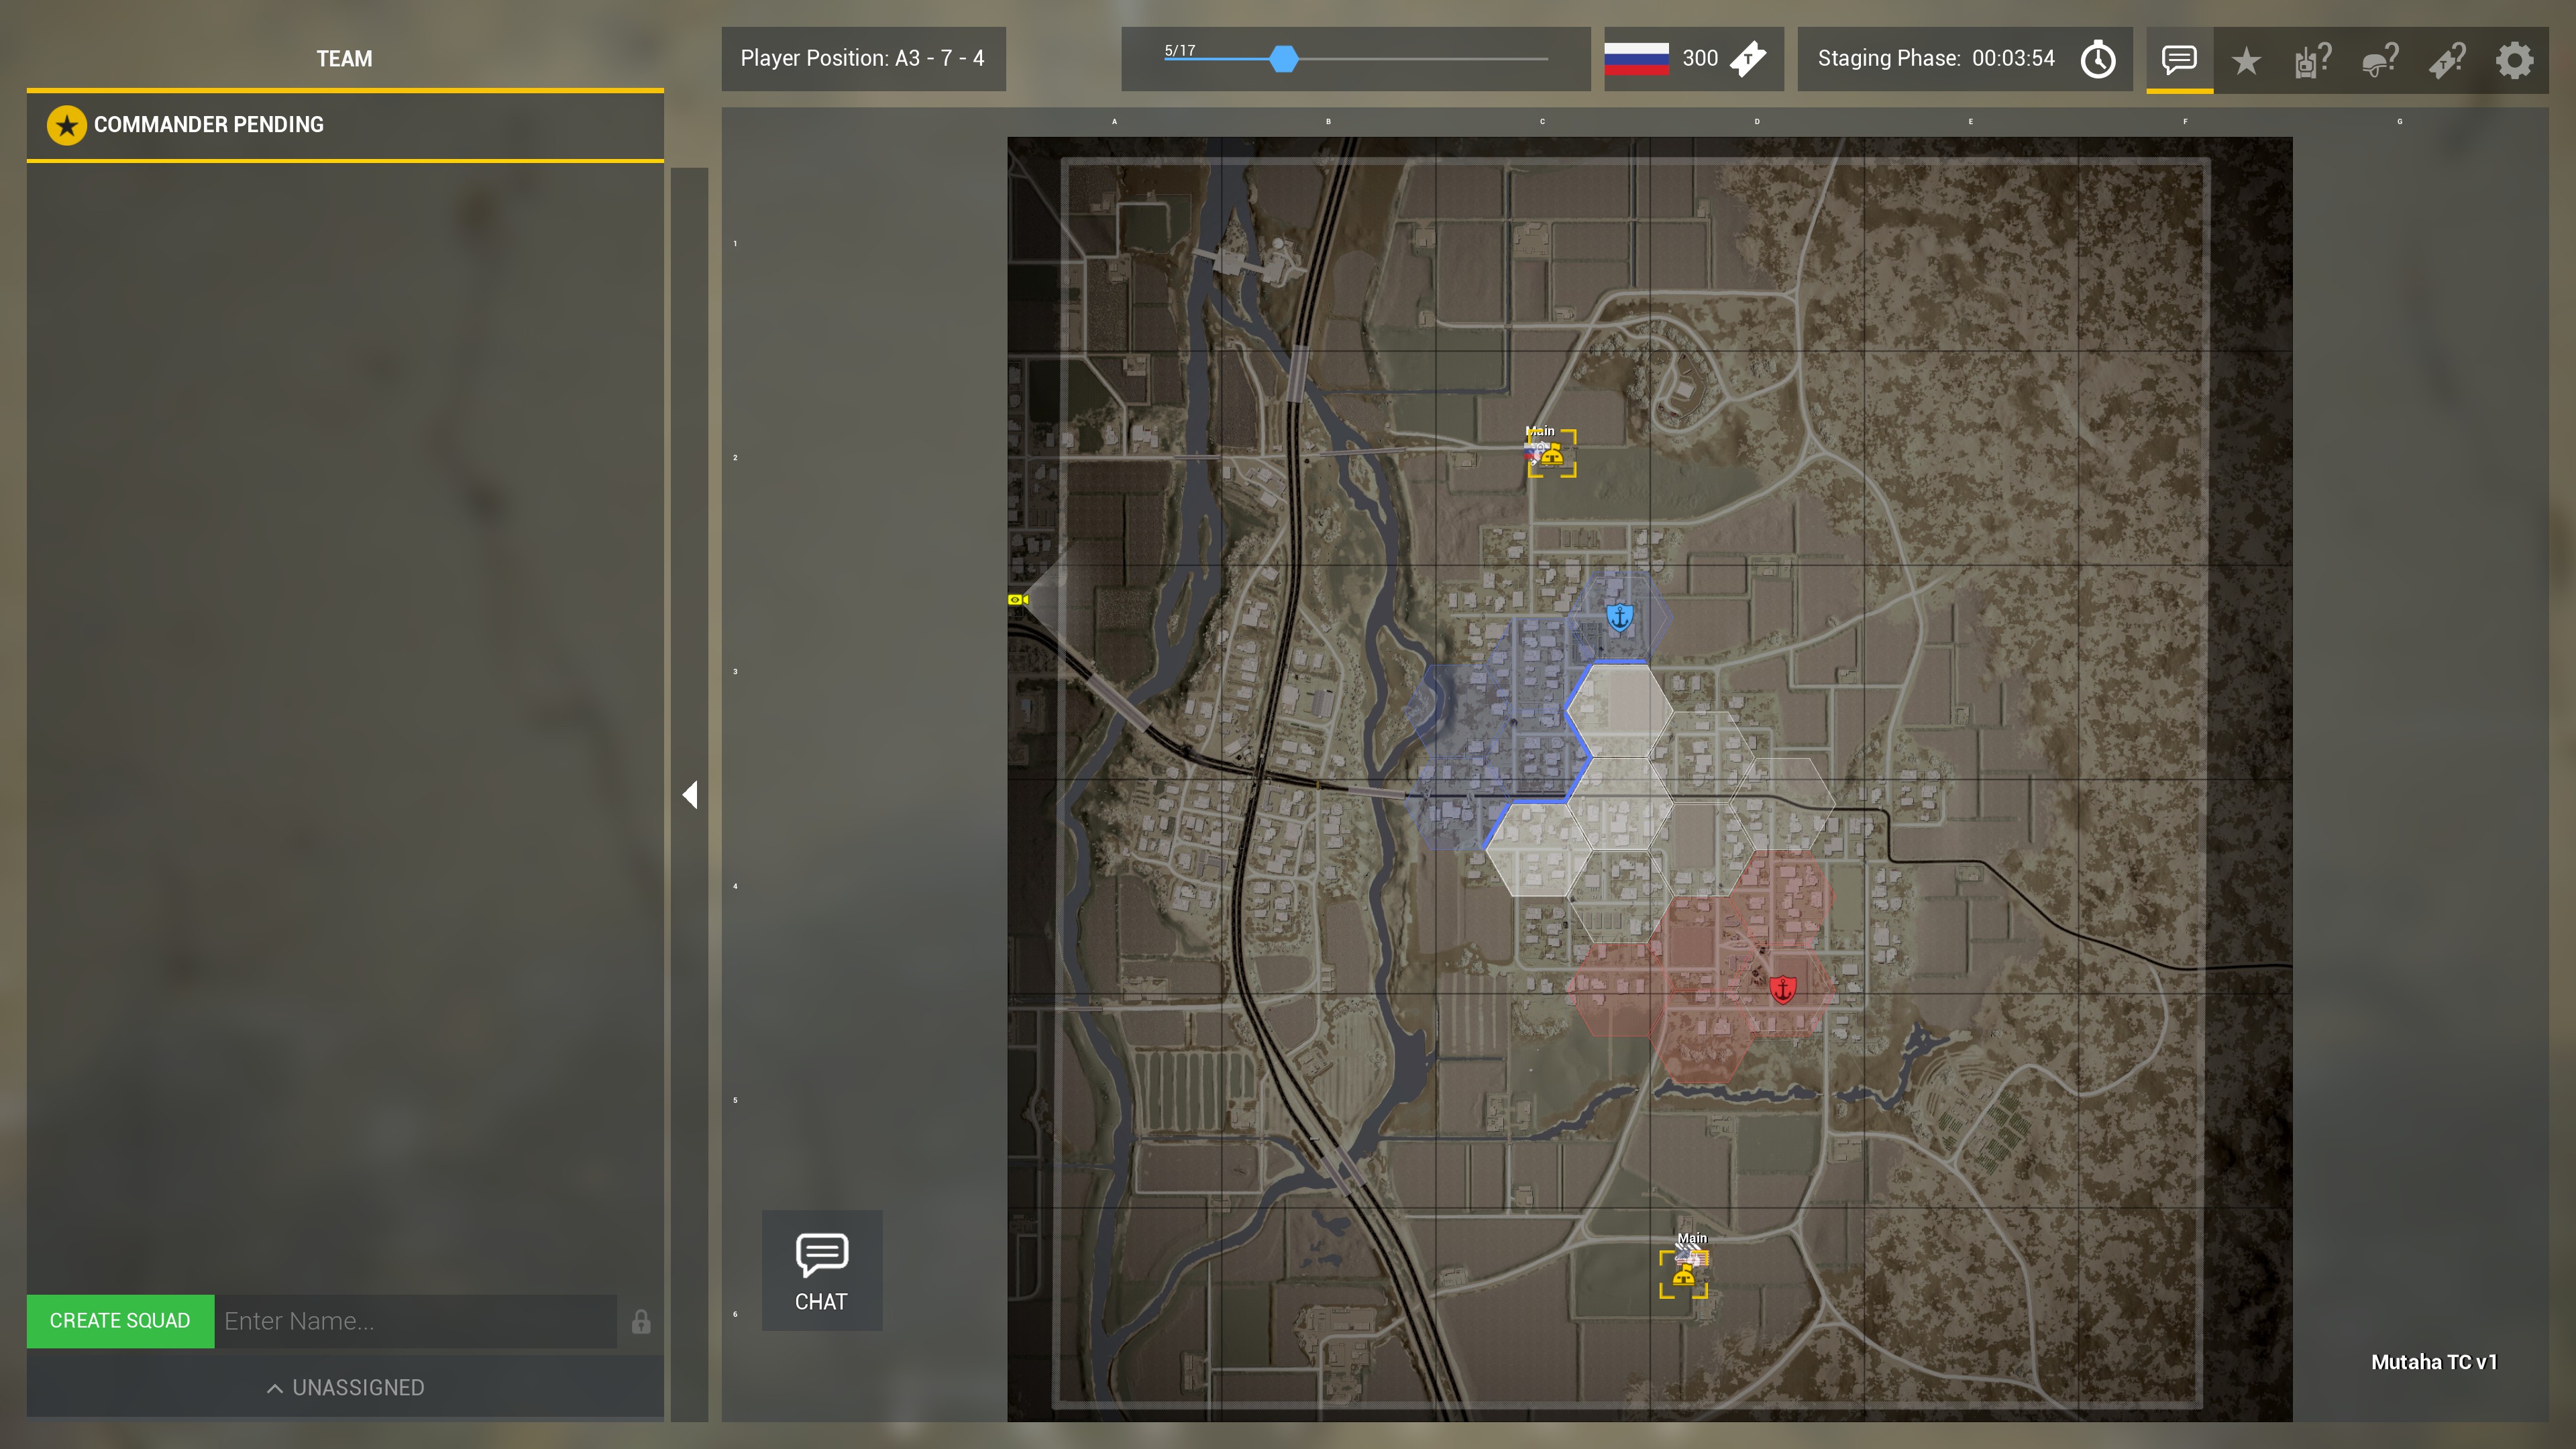 TEAM
Player Position: A3 - 7 - 4
5/17
300
T
Staging Phase: 00:03:54
COMMANDER PENDING
A B C D E F G
1
2
3
4
5
6
Main
Main
CHAT
CREATE SQUAD
Enter Name...
UNASSIGNED
Mutaha TC v1